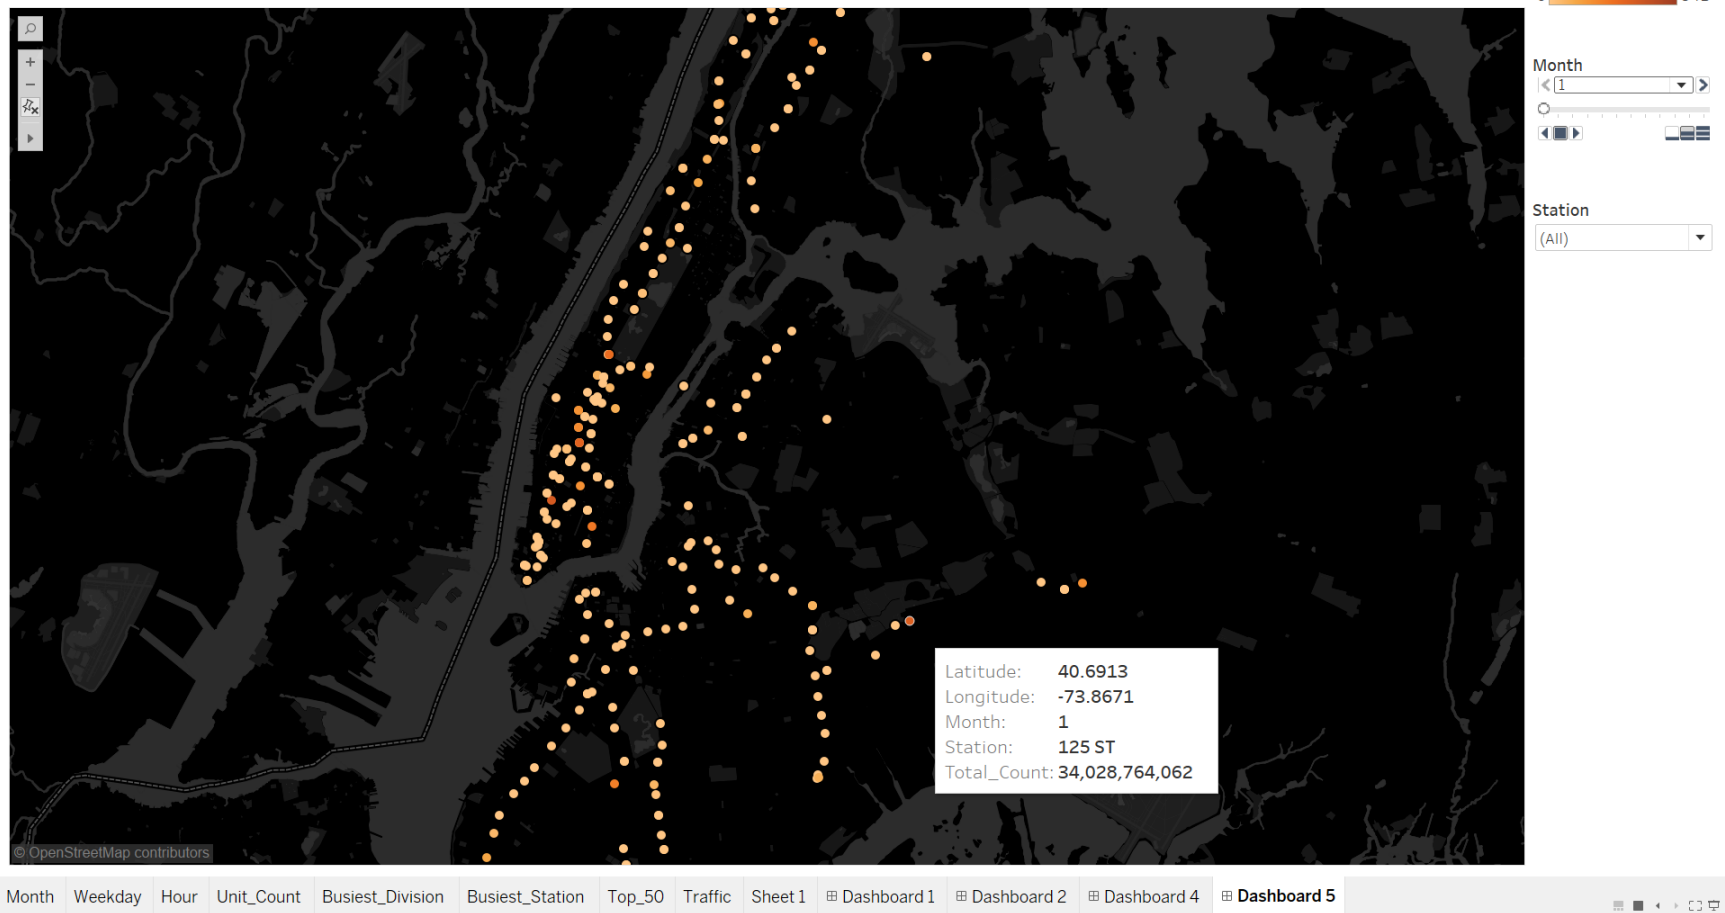 Month
1
Station
(All)
Latitude: 40.6913
Longitude: -73.8671
Month: 1
Station: 125 ST
Total_Count: 34,028,764,062
© OpenStreetMap contributors
Month Weekday Hour Unit_Count Busiest_Division Busiest_Station Top_50 Traffic Sheet 1 Dashboard 1 Dashboard 2 Dashboard 4 Dashboard 5